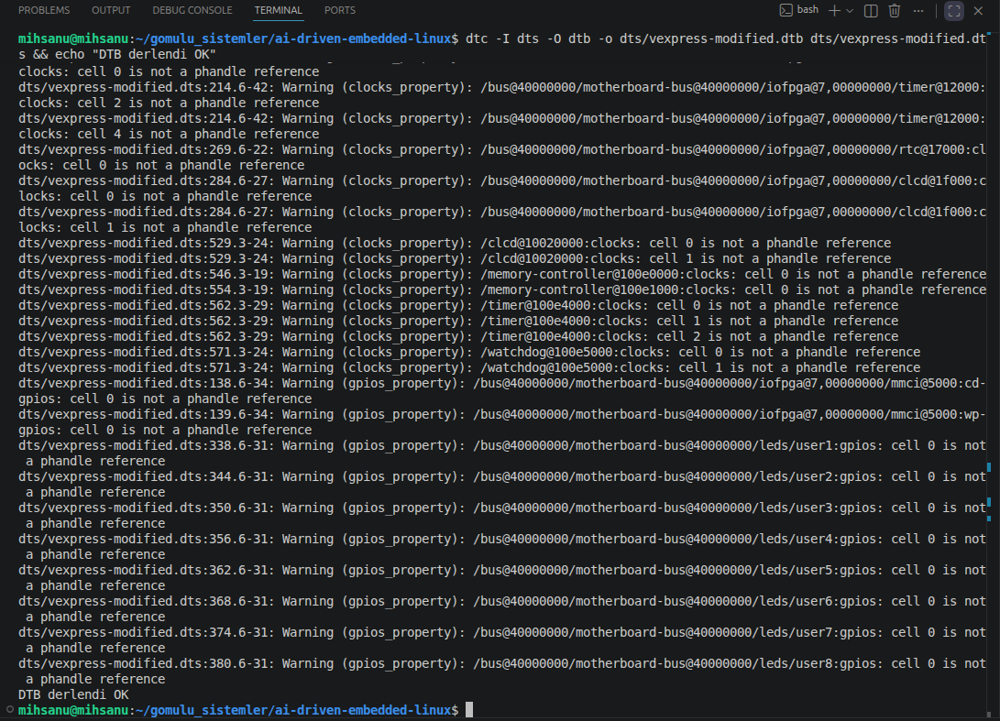 PROBLEMS OUTPUT DEBUG CONSOLE TERMINAL PORTS bash
mihsanu@mihsanu:~/gomulu_sistemler/ai-driven-embedded-linux$ dtc -I dts -O dtb -o dts/vexpress-modified.dtb dts/vexpress-modified.dt
s && echo "DTB derlendi OK"
clocks: cell 0 is not a phandle reference
dts/vexpress-modified.dts:214.6-42: Warning (clocks_property): /bus@40000000/motherboard-bus@40000000/iofpga@7,00000000/timer@12000:
clocks: cell 2 is not a phandle reference
dts/vexpress-modified.dts:214.6-42: Warning (clocks_property): /bus@40000000/motherboard-bus@40000000/iofpga@7,00000000/timer@12000:
clocks: cell 4 is not a phandle reference
dts/vexpress-modified.dts:269.6-22: Warning (clocks_property): /bus@40000000/motherboard-bus@40000000/iofpga@7,00000000/rtc@17000:cl
ocks: cell 0 is not a phandle reference
dts/vexpress-modified.dts:284.6-27: Warning (clocks_property): /bus@40000000/motherboard-bus@40000000/iofpga@7,00000000/clcd@1f000:c
locks: cell 0 is not a phandle reference
dts/vexpress-modified.dts:284.6-27: Warning (clocks_property): /bus@40000000/motherboard-bus@40000000/iofpga@7,00000000/clcd@1f000:c
locks: cell 1 is not a phandle reference
dts/vexpress-modified.dts:529.3-24: Warning (clocks_property): /clcd@10020000:clocks: cell 0 is not a phandle reference
dts/vexpress-modified.dts:529.3-24: Warning (clocks_property): /clcd@10020000:clocks: cell 1 is not a phandle reference
dts/vexpress-modified.dts:546.3-19: Warning (clocks_property): /memory-controller@100e0000:clocks: cell 0 is not a phandle reference
dts/vexpress-modified.dts:554.3-19: Warning (clocks_property): /memory-controller@100e1000:clocks: cell 0 is not a phandle reference
dts/vexpress-modified.dts:562.3-29: Warning (clocks_property): /timer@100e4000:clocks: cell 0 is not a phandle reference
dts/vexpress-modified.dts:562.3-29: Warning (clocks_property): /timer@100e4000:clocks: cell 1 is not a phandle reference
dts/vexpress-modified.dts:562.3-29: Warning (clocks_property): /timer@100e4000:clocks: cell 2 is not a phandle reference
dts/vexpress-modified.dts:571.3-24: Warning (clocks_property): /watchdog@100e5000:clocks: cell 0 is not a phandle reference
dts/vexpress-modified.dts:571.3-24: Warning (clocks_property): /watchdog@100e5000:clocks: cell 1 is not a phandle reference
dts/vexpress-modified.dts:138.6-34: Warning (gpios_property): /bus@40000000/motherboard-bus@40000000/iofpga@7,00000000/mmci@5000:cd-
gpios: cell 0 is not a phandle reference
dts/vexpress-modified.dts:139.6-34: Warning (gpios_property): /bus@40000000/motherboard-bus@40000000/iofpga@7,00000000/mmci@5000:wp-
gpios: cell 0 is not a phandle reference
dts/vexpress-modified.dts:338.6-31: Warning (gpios_property): /bus@40000000/motherboard-bus@40000000/leds/user1:gpios: cell 0 is not
 a phandle reference
dts/vexpress-modified.dts:344.6-31: Warning (gpios_property): /bus@40000000/motherboard-bus@40000000/leds/user2:gpios: cell 0 is not
 a phandle reference
dts/vexpress-modified.dts:350.6-31: Warning (gpios_property): /bus@40000000/motherboard-bus@40000000/leds/user3:gpios: cell 0 is not
 a phandle reference
dts/vexpress-modified.dts:356.6-31: Warning (gpios_property): /bus@40000000/motherboard-bus@40000000/leds/user4:gpios: cell 0 is not
 a phandle reference
dts/vexpress-modified.dts:362.6-31: Warning (gpios_property): /bus@40000000/motherboard-bus@40000000/leds/user5:gpios: cell 0 is not
 a phandle reference
dts/vexpress-modified.dts:368.6-31: Warning (gpios_property): /bus@40000000/motherboard-bus@40000000/leds/user6:gpios: cell 0 is not
 a phandle reference
dts/vexpress-modified.dts:374.6-31: Warning (gpios_property): /bus@40000000/motherboard-bus@40000000/leds/user7:gpios: cell 0 is not
 a phandle reference
dts/vexpress-modified.dts:380.6-31: Warning (gpios_property): /bus@40000000/motherboard-bus@40000000/leds/user8:gpios: cell 0 is not
 a phandle reference
DTB derlendi OK
mihsanu@mihsanu:~/gomulu_sistemler/ai-driven-embedded-linux$